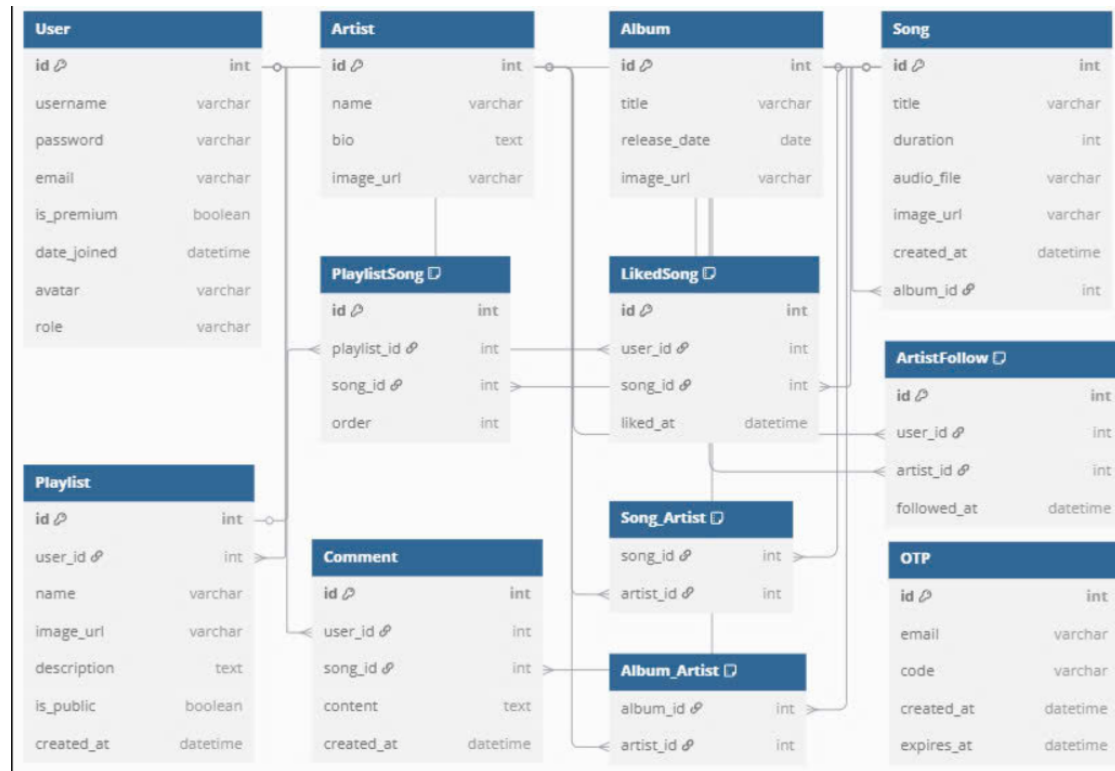 User
id int
username varchar
password varchar
email varchar
is_premium boolean
date_joined datetime
avatar varchar
role varchar
Artist
id int
name varchar
bio text
image_url varchar
Album
id int
title varchar
release_date date
image_url varchar
Song
id int
title varchar
duration int
audio_file varchar
image_url varchar
created_at datetime
album_id int
PlaylistSong
id int
playlist_id int
song_id int
order int
LikedSong
id int
user_id int
song_id int
liked_at datetime
ArtistFollow
id int
user_id int
artist_id int
followed_at datetime
Playlist
id int
user_id int
name varchar
image_url varchar
description text
is_public boolean
created_at datetime
Comment
id int
user_id int
song_id int
content text
created_at datetime
Song_Artist
song_id int
artist_id int
Album_Artist
album_id int
artist_id int
OTP
id int
email varchar
code varchar
created_at datetime
expires_at datetime